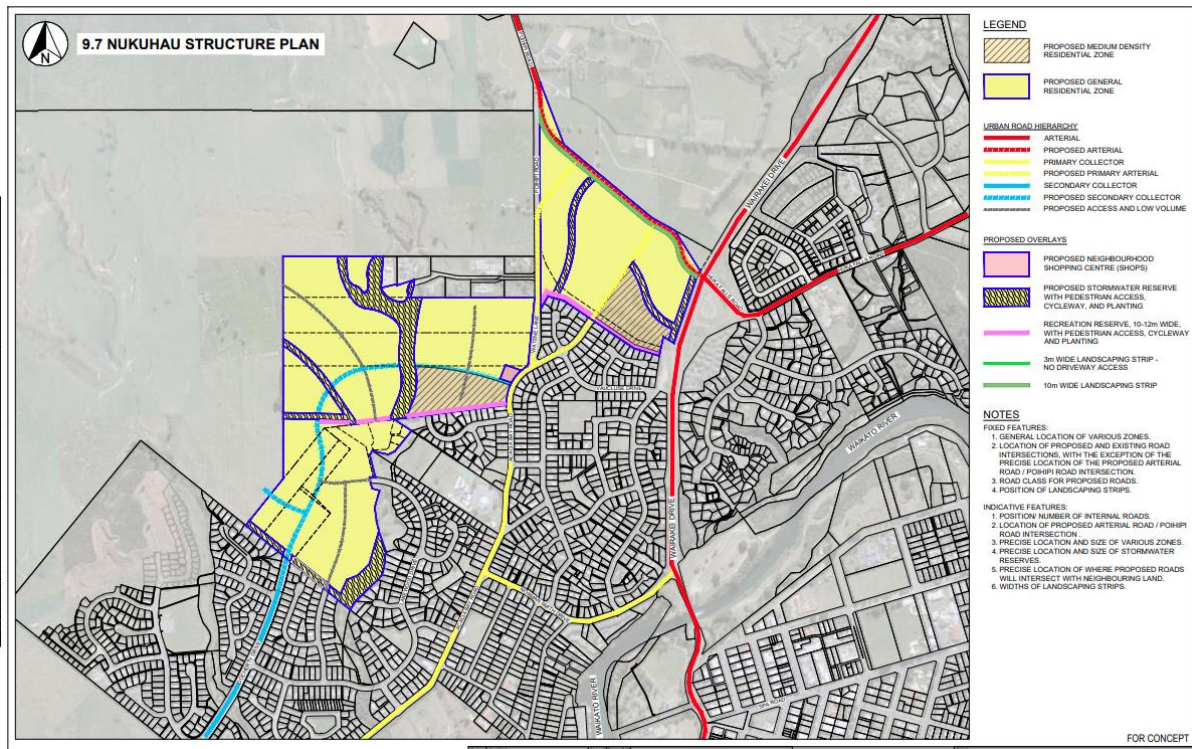 9.7 NUKUHAU STRUCTURE PLAN
N
POIHIPI ROAD
WAIRAKEI DRIVE
WATENE LANE
VAUCLUSE DRIVE
WAIKATO RIVER
WAIRAKEI DRIVE
WAIKATO RIVER
SPA ROAD
LEGEND
PROPOSED MEDIUM DENSITY
RESIDENTIAL ZONE
PROPOSED GENERAL
RESIDENTIAL ZONE
URBAN ROAD HIERARCHY
ARTERIAL
PROPOSED ARTERIAL
PRIMARY COLLECTOR
PROPOSED PRIMARY ARTERIAL
SECONDARY COLLECTOR
PROPOSED SECONDARY COLLECTOR
PROPOSED ACCESS AND LOW VOLUME
PROPOSED OVERLAYS
PROPOSED NEIGHBOURHOOD
SHOPPING CENTRE (SHOPS)
PROPOSED STORMWATER RESERVE
WITH PEDESTRIAN ACCESS,
CYCLEWAY, AND PLANTING
RECREATION RESERVE, 10-12m WIDE,
WITH PEDESTRIAN ACCESS, CYCLEWAY
AND PLANTING
3m WIDE LANDSCAPING STRIP -
NO DRIVEWAY ACCESS
10m WIDE LANDSCAPING STRIP
NOTES
FIXED FEATURES:
1. GENERAL LOCATION OF VARIOUS ZONES.
2. LOCATION OF PROPOSED AND EXISTING ROAD
INTERSECTIONS, WITH THE EXCEPTION OF THE
PRECISE LOCATION OF THE PROPOSED ARTERIAL
ROAD / POIHIPI ROAD INTERSECTION.
3. ROAD CLASS FOR PROPOSED ROADS.
4. POSITION OF LANDSCAPING STRIPS.
INDICATIVE FEATURES:
1. POSITION/ NUMBER OF INTERNAL ROADS.
2. LOCATION OF PROPOSED ARTERIAL ROAD / POIHIPI
ROAD INTERSECTION .
3. PRECISE LOCATION AND SIZE OF VARIOUS ZONES.
4. PRECISE LOCATION AND SIZE OF STORMWATER
RESERVES.
5. PRECISE LOCATION OF WHERE PROPOSED ROADS
WILL INTERSECT WITH NEIGHBOURING LAND.
6. WIDTHS OF LANDSCAPING STRIPS.
FOR CONCEPT